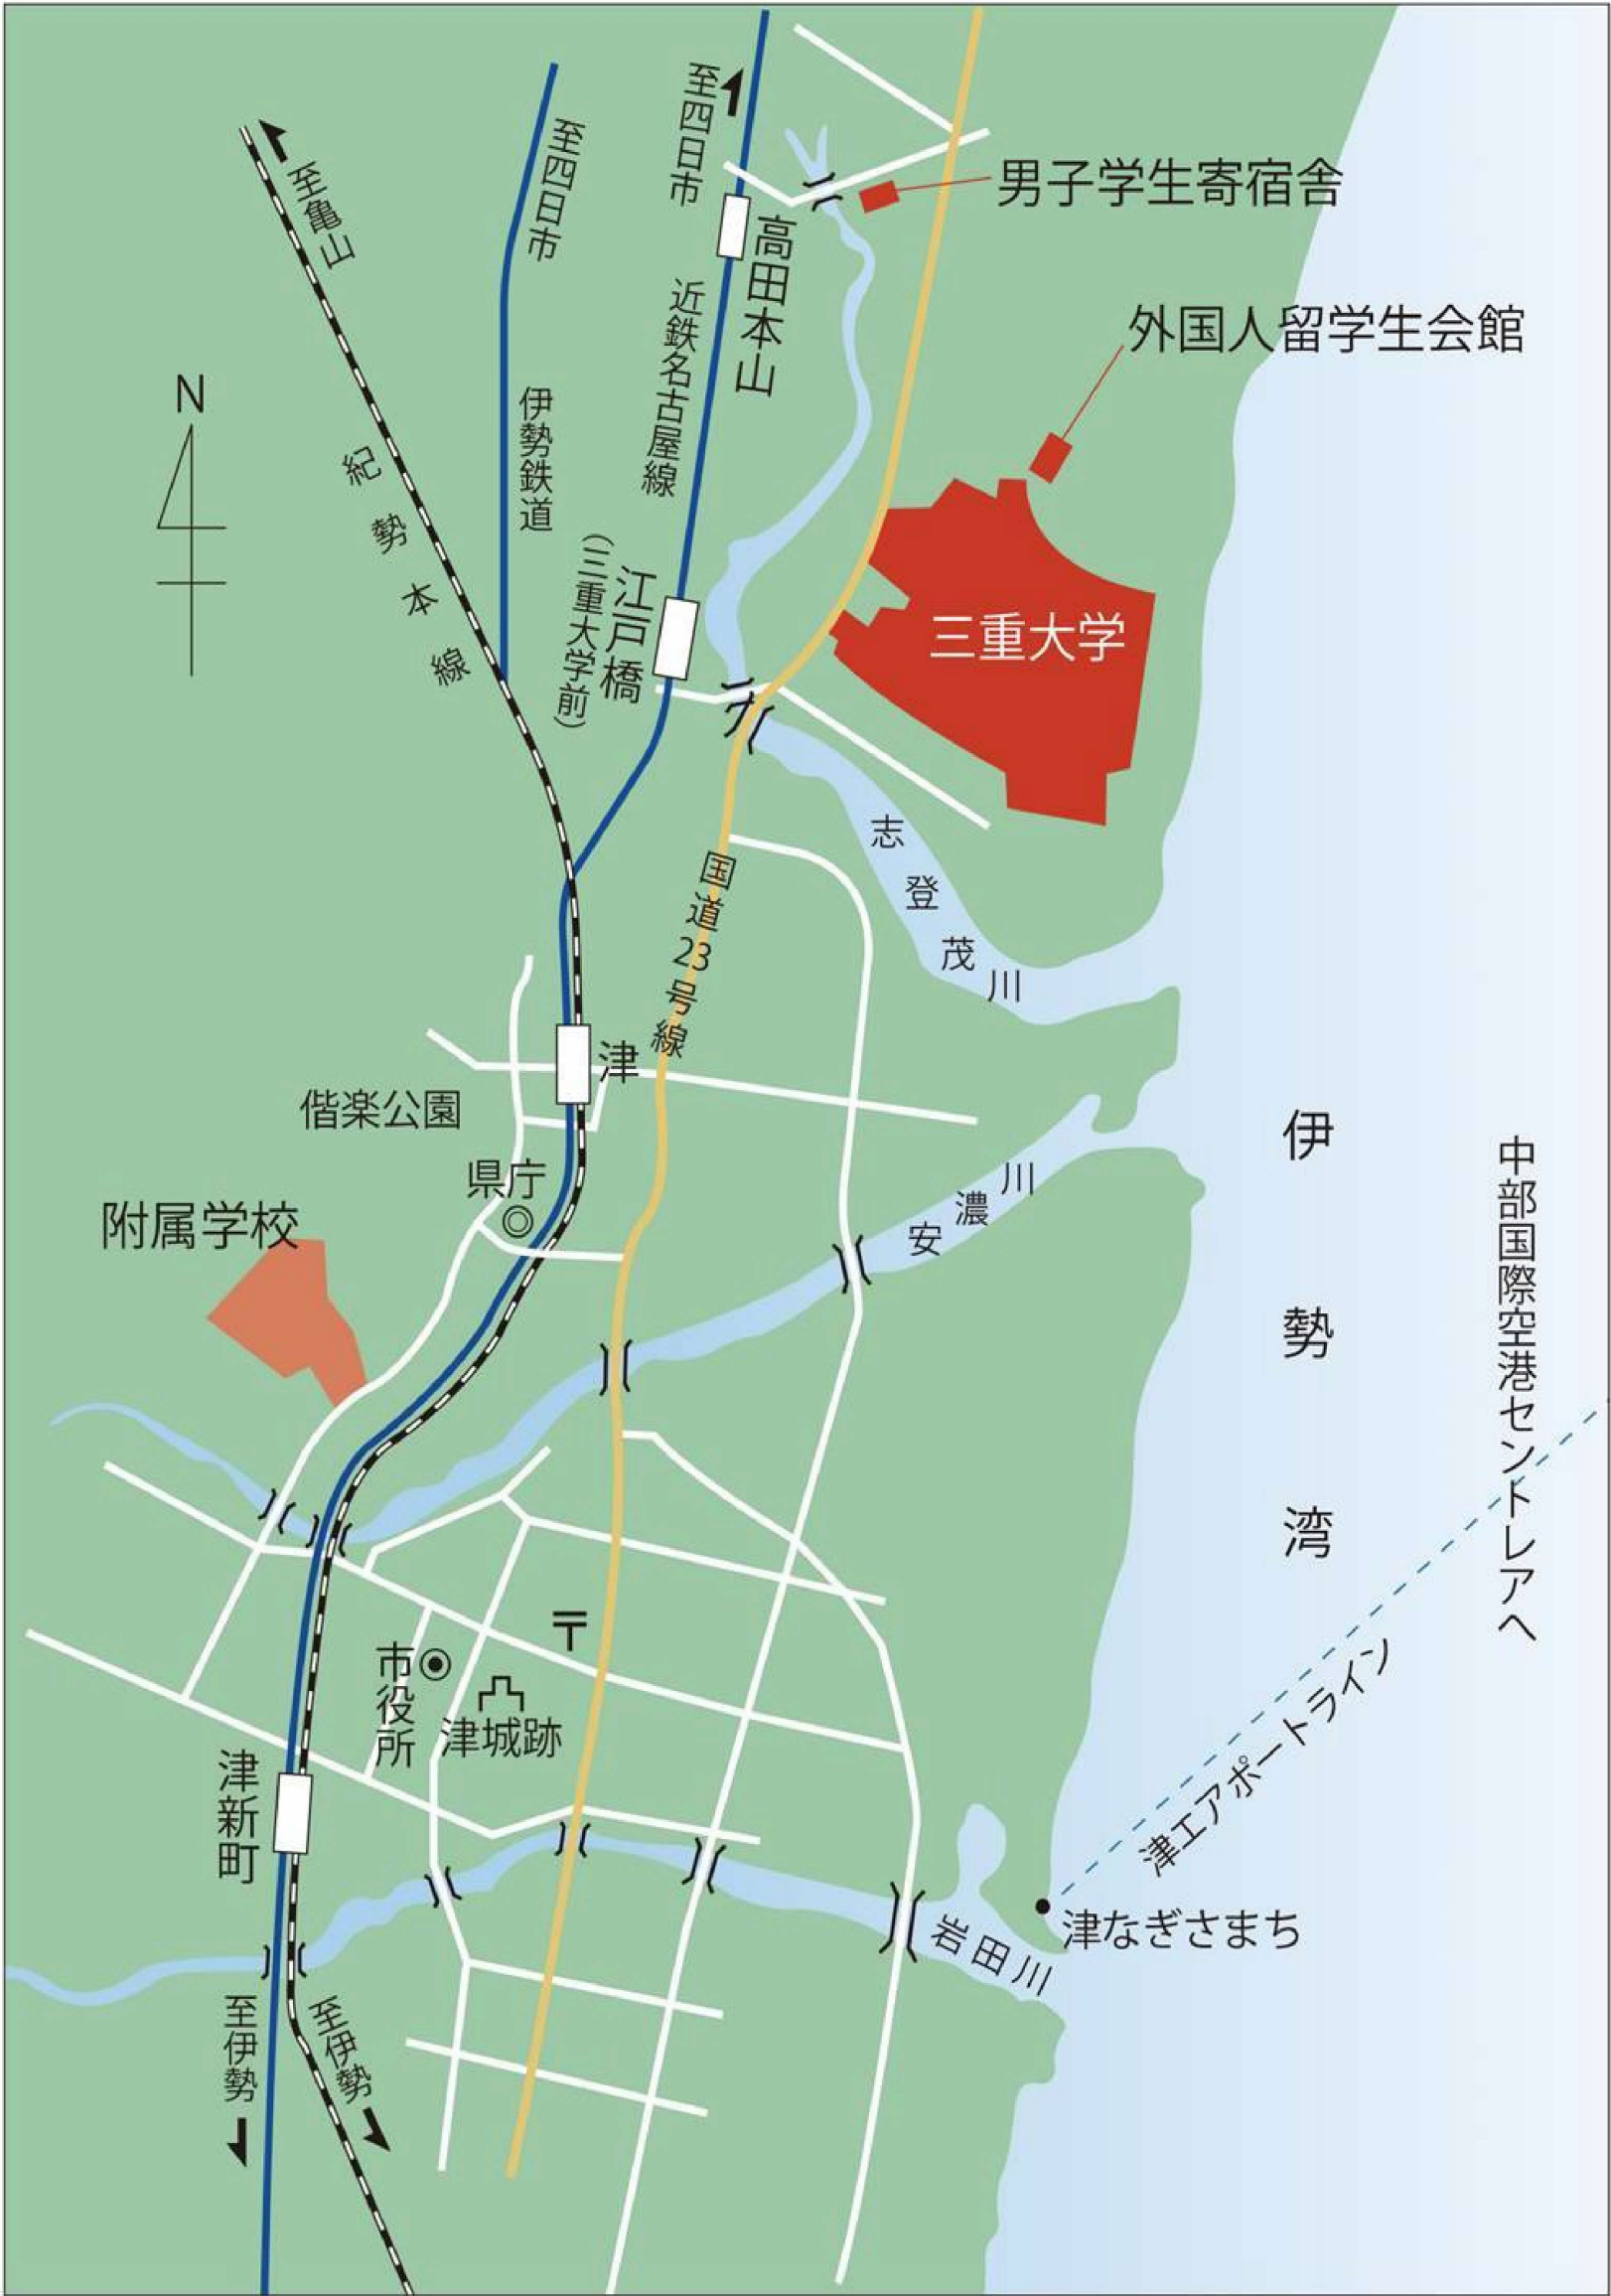 至四日市
至四日市
至亀山
男子学生寄宿舎
高田本山
近鉄名古屋線
外国人留学生会館
N
伊勢鉄道
紀勢本線
江戸橋
(三重大学前)
三重大学
志登茂川
国道23号線
津
偕楽公園
県庁
附属学校
安濃川
伊勢湾
中部国際空港セントレアへ
〒
市役所
津城跡
津エアポートライン
津新町
津なぎさまち
岩田川
至伊勢
至伊勢